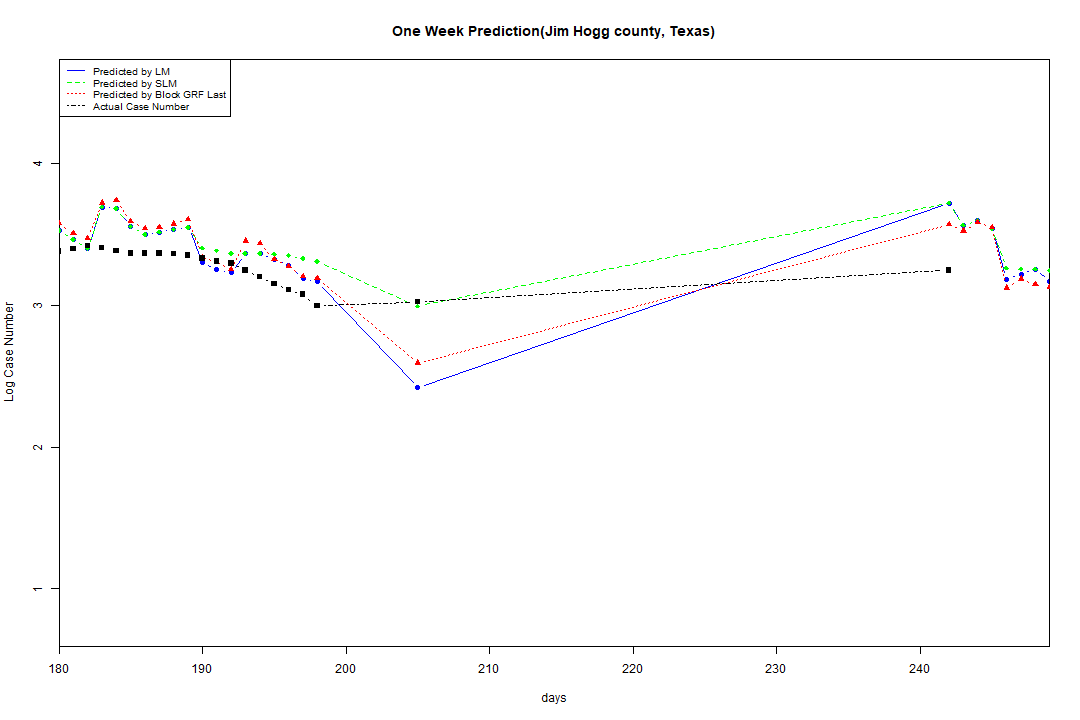 One Week Prediction(Jim Hogg county, Texas)
Predicted by LM
Predicted by SLM
Predicted by Block GRF Last
Actual Case Number
4
3
2
1
Log Case Number
180 190 200 210 220 230 240
days